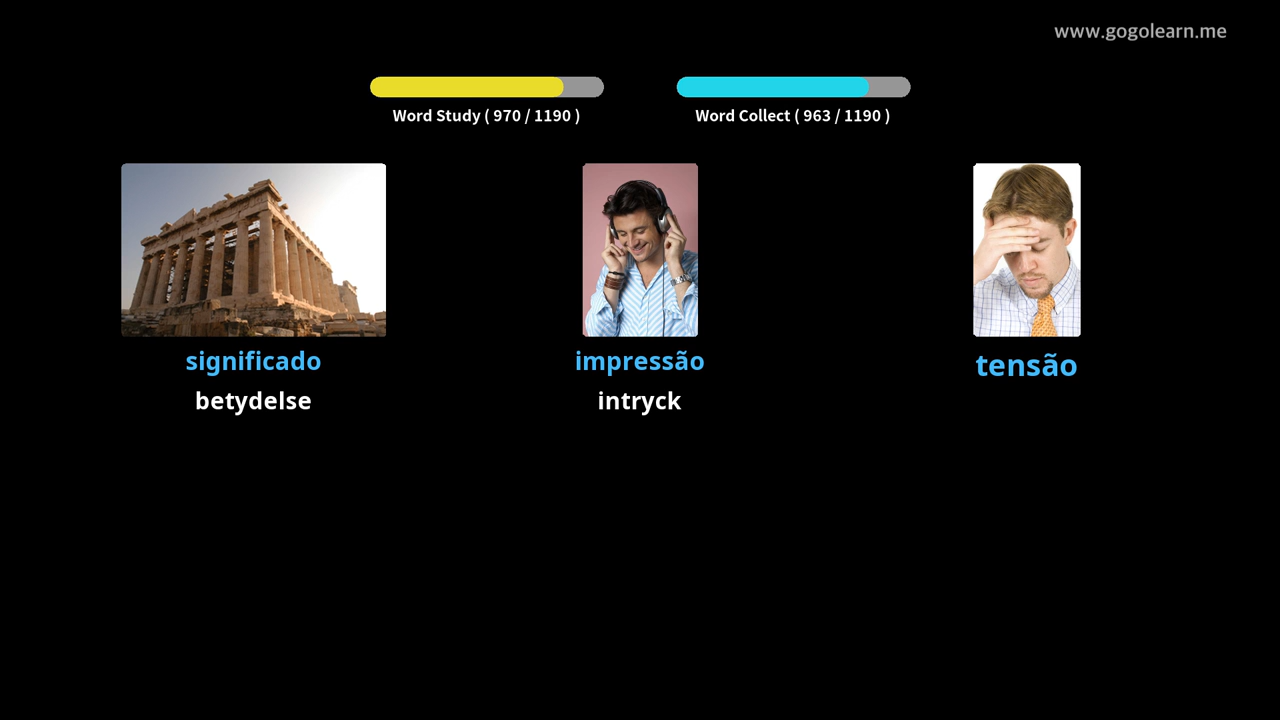 www.gogolearn.me
Word Study ( 970 / 1190 )
Word Collect ( 963 / 1190 )
significado
impressão
tensão
betydelse
intryck